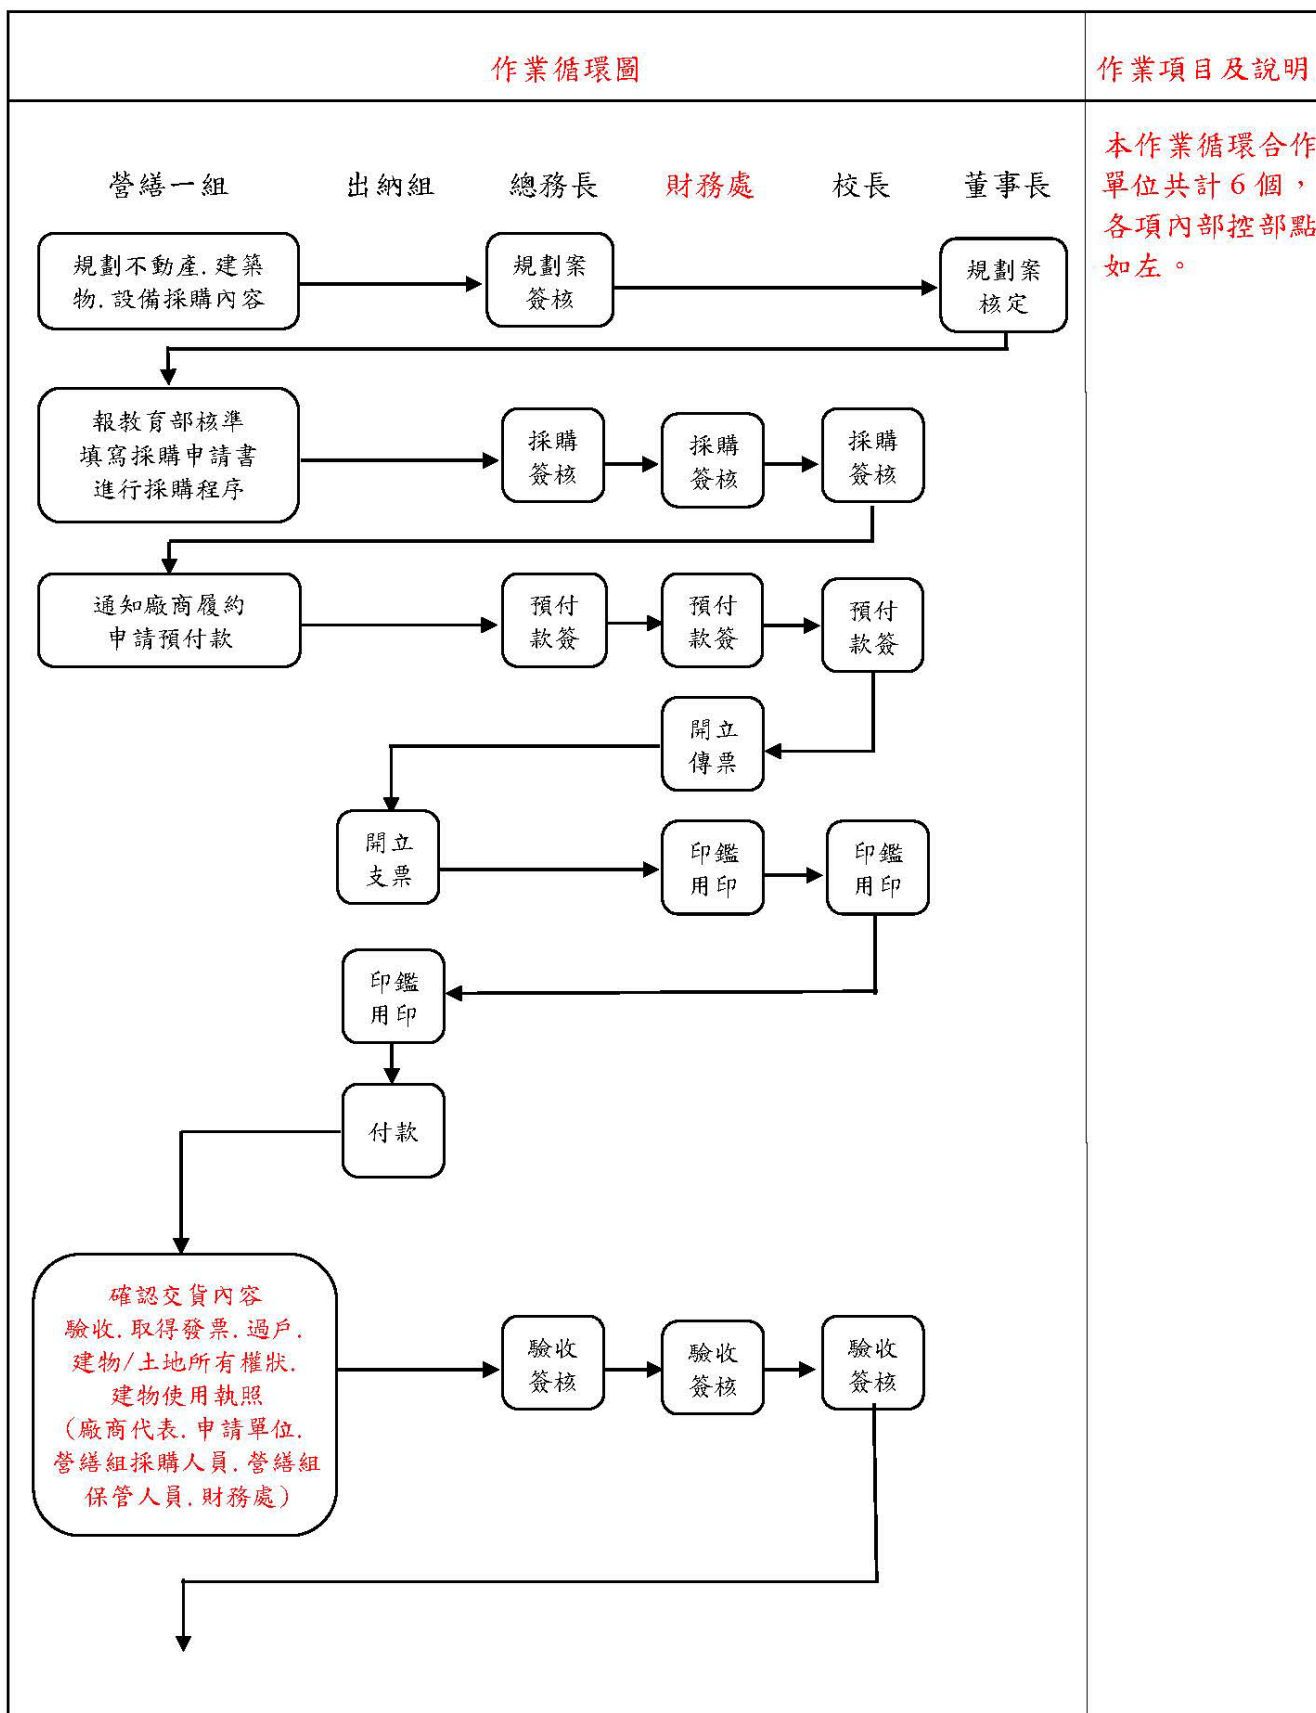 作業循環圖
作業項目及說明
本作業循環合作
單位共計6個，
各項內部控部點
如左。
營繕一組
出納組
總務長
財務處
校長
董事長
規劃不動產.建築
物.設備採購內容
規劃案
簽核
規劃案
核定
報教育部核準
填寫採購申請書
進行採購程序
採購
簽核
採購
簽核
採購
簽核
通知廠商履約
申請預付款
預付
款簽
預付
款簽
預付
款簽
開立
傳票
開立
支票
印鑑
用印
印鑑
用印
印鑑
用印
付款
確認交貨內容
驗收.取得發票.過戶.
建物/土地所有權狀.
建物使用執照
(廠商代表.申請單位.
營繕組採購人員.營繕組
保管人員.財務處)
驗收
簽核
驗收
簽核
驗收
簽核